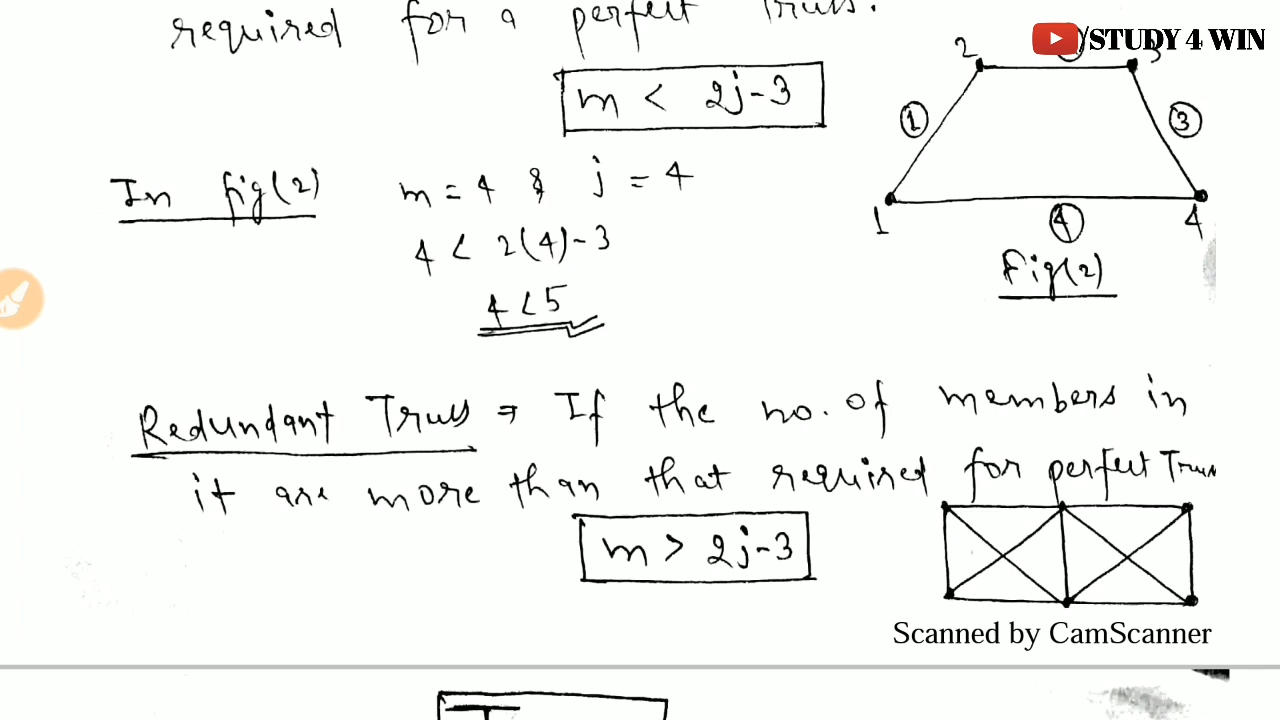 required for a perfect Truss.
/STUDY 4 WIN
m < 2j-3
2
3
①
③
In fig(2)
m = 4 & j = 4
1
④
4
4 < 2(4)-3
fig(2)
4 < 5
Redundant Truss ⇒ If the no. of members in
it are more than that required for perfect Truss
m > 2j-3
Scanned by CamScanner